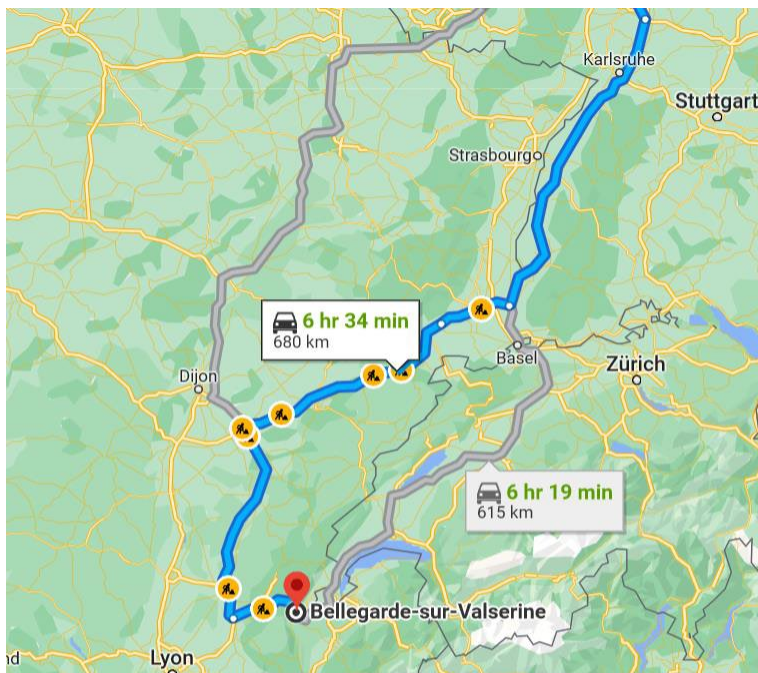 Karlsruhe
Stuttgart
Strasbourg
6 hr 34 min
680 km
Basel
Zürich
Dijon
6 hr 19 min
615 km
Bellegarde-sur-Valserine
Lyon
nd